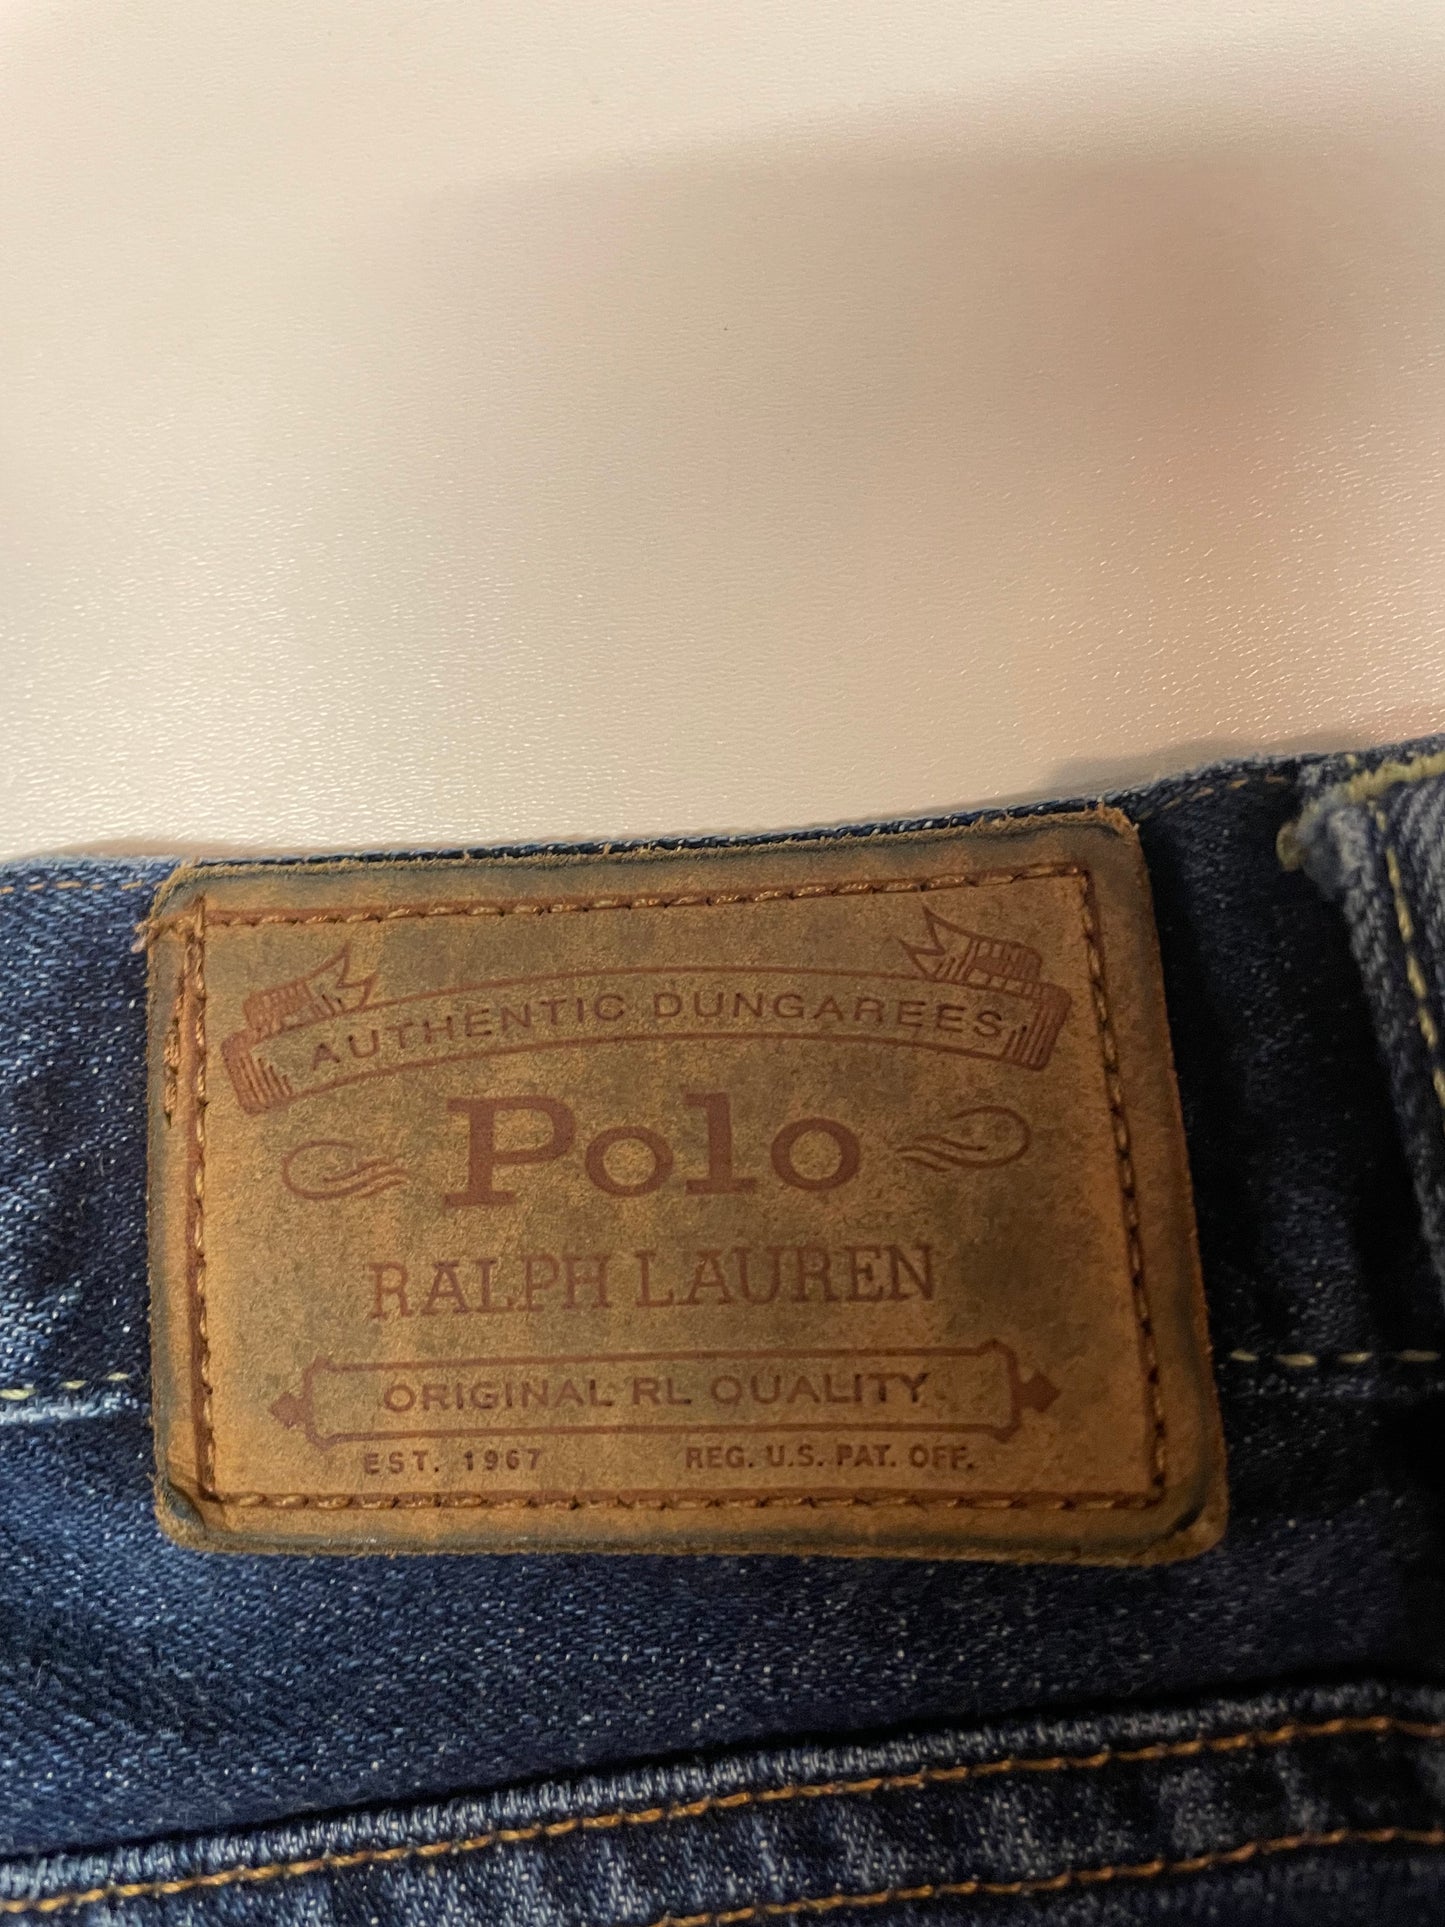 AUTHENTIC DUNGAREES
Polo
RALPH LAUREN
ORIGINAL RL QUALITY
EST. 1967 REG. U.S. PAT. OFF.